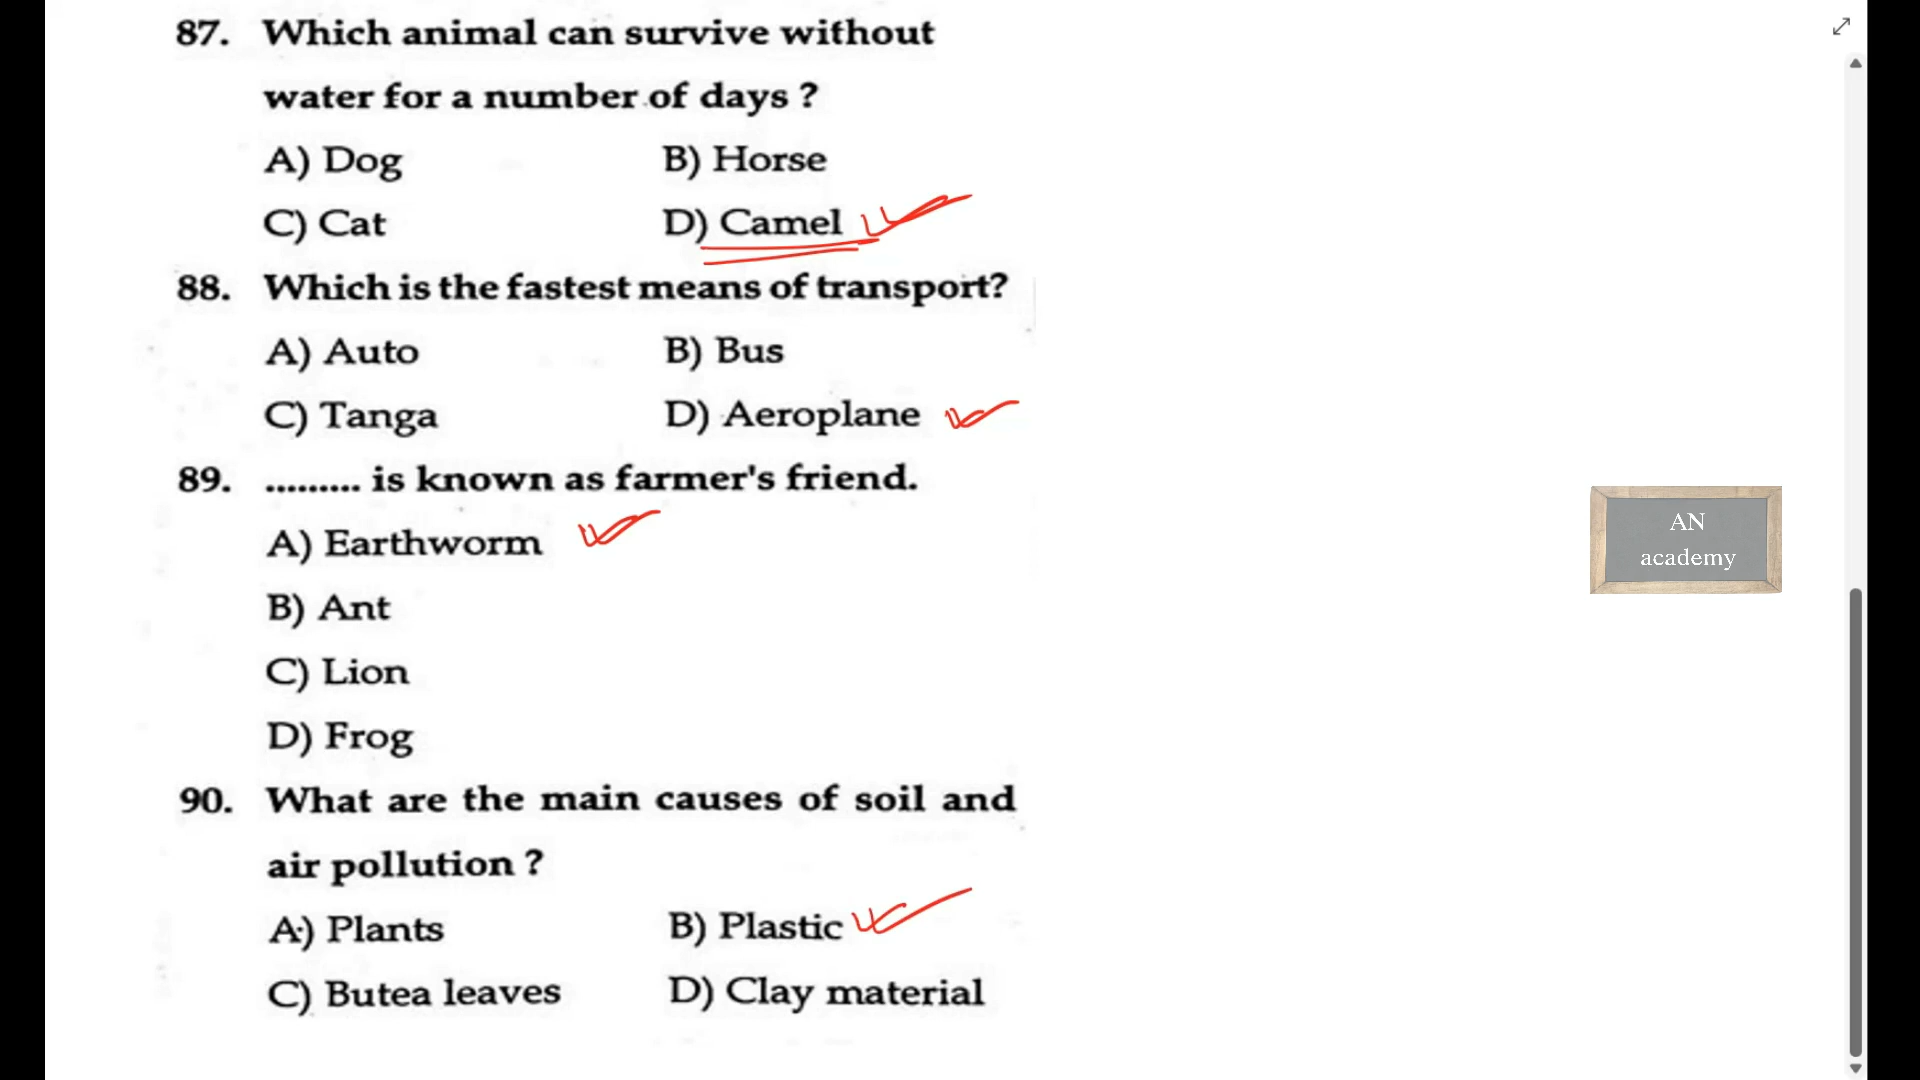 87. Which animal can survive without
water for a number of days ?
A) Dog B) Horse
C) Cat D) Camel
88. Which is the fastest means of transport?
A) Auto B) Bus
C) Tanga D) Aeroplane
89. ......... is known as farmer's friend.
A) Earthworm
B) Ant
C) Lion
D) Frog
90. What are the main causes of soil and
air pollution ?
A) Plants B) Plastic
C) Butea leaves D) Clay material
AN
academy